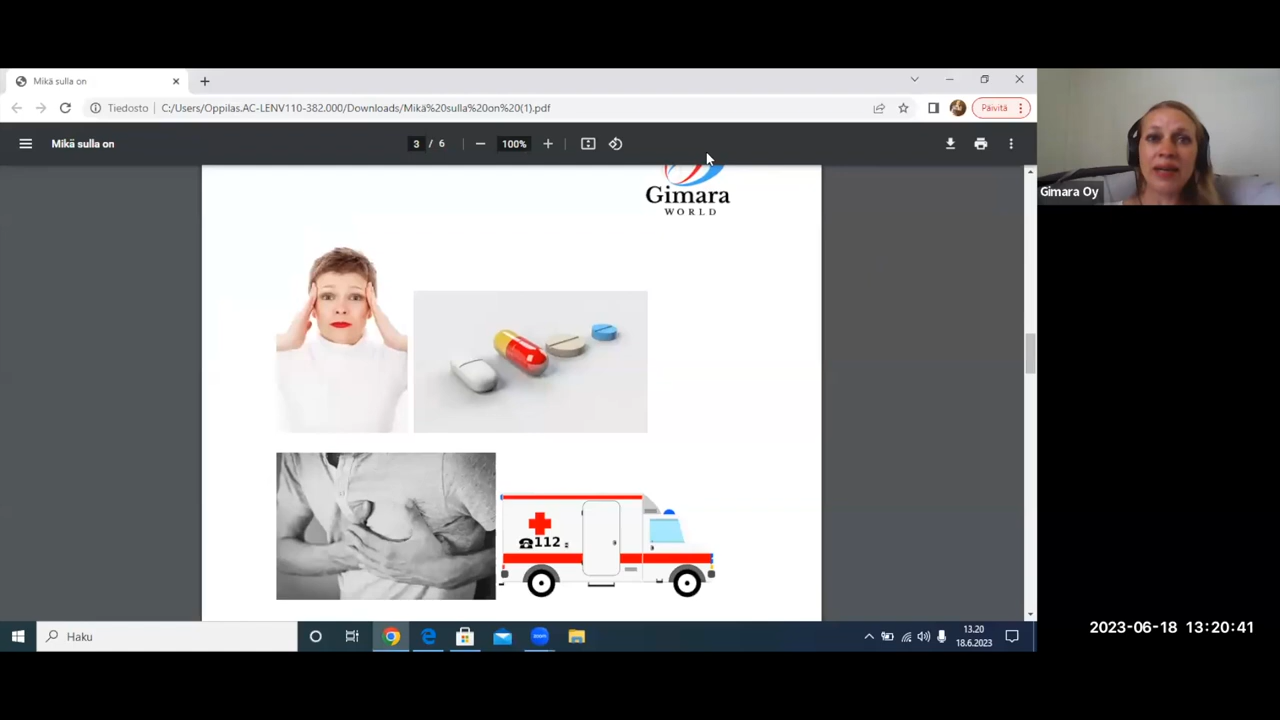 Mikä sulla on
Tiedosto
C:/Users/Oppilas.AC-LENV110-382.000/Downloads/Mikä%20sulla%20on%20(1).pdf
Päivitä
Mikä sulla on
3 / 6
100%
Gimara
WORLD
Gimara Oy
112
Haku
zoom
13.20
18.6.2023
2023-06-18 13:20:41